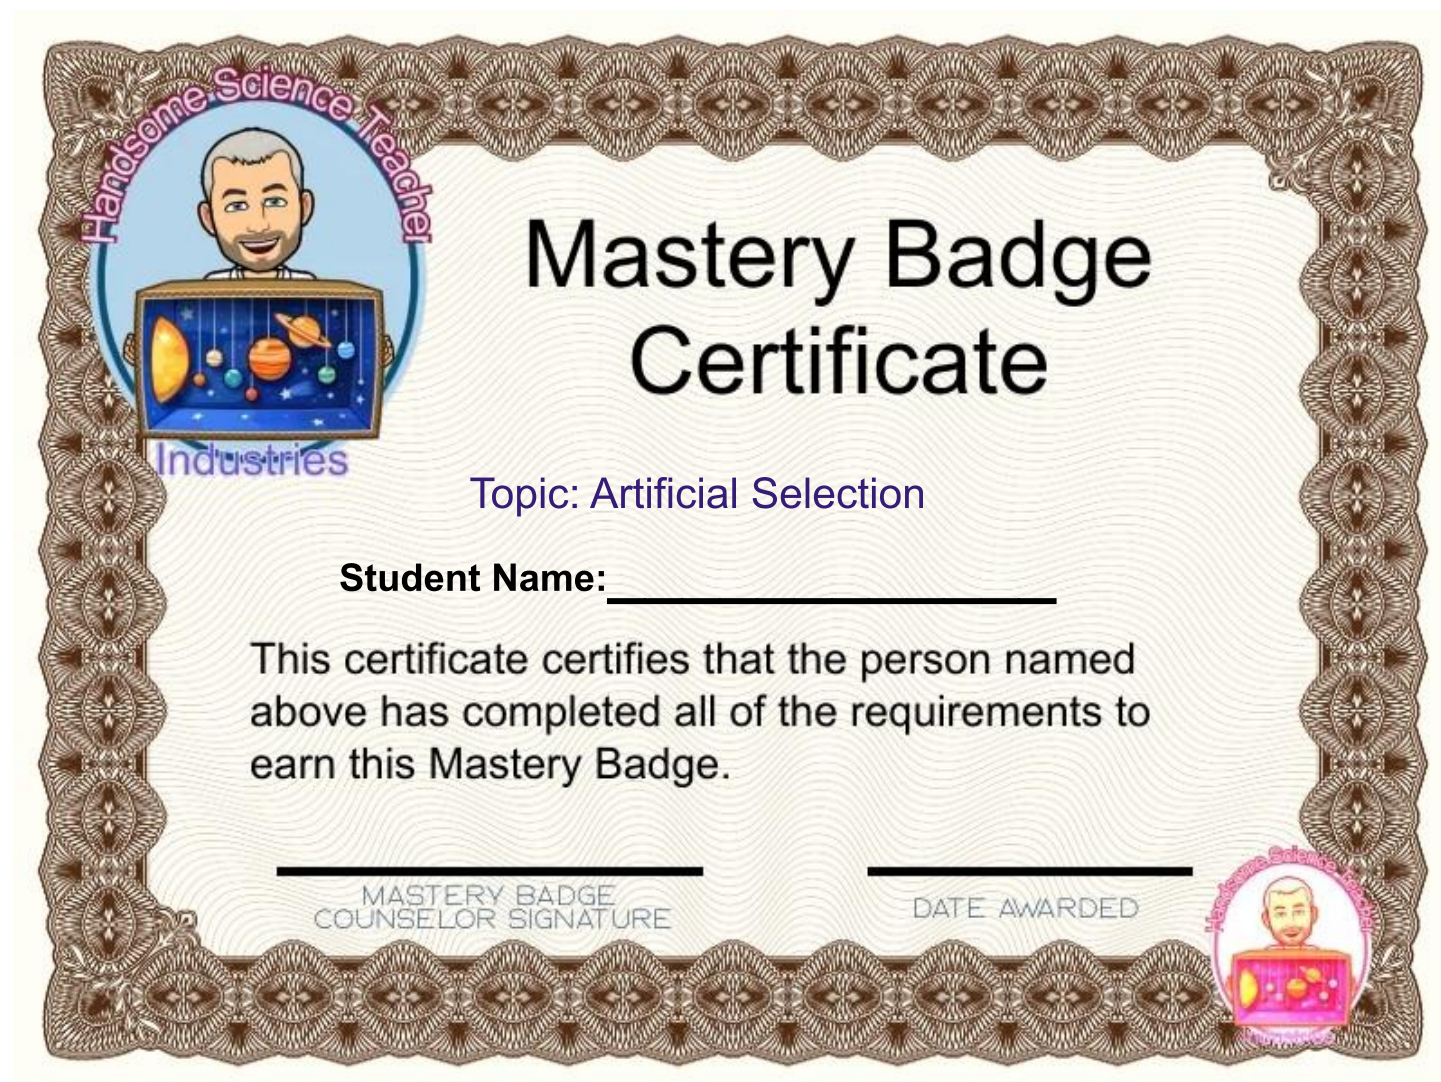 Handsome Science Teacher
Industries
Mastery Badge
Certificate
Topic: Artificial Selection
Student Name:
This certificate certifies that the person named
above has completed all of the requirements to
earn this Mastery Badge.
MASTERY BADGE
COUNSELOR SIGNATURE
DATE AWARDED
Handsome Science Teacher
Industries